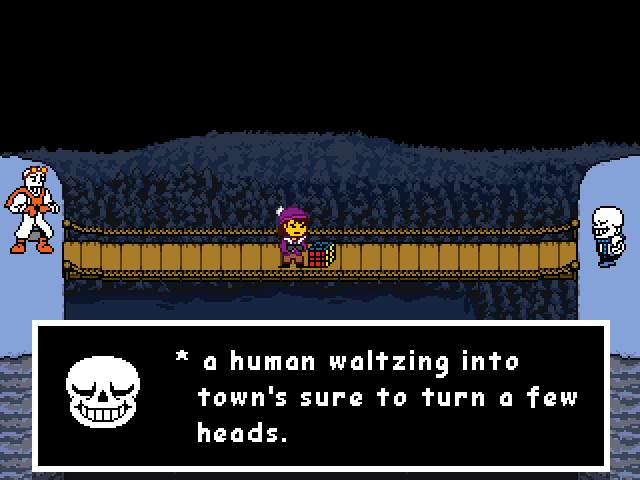 * a human waltzing into
town's sure to turn a few
heads.